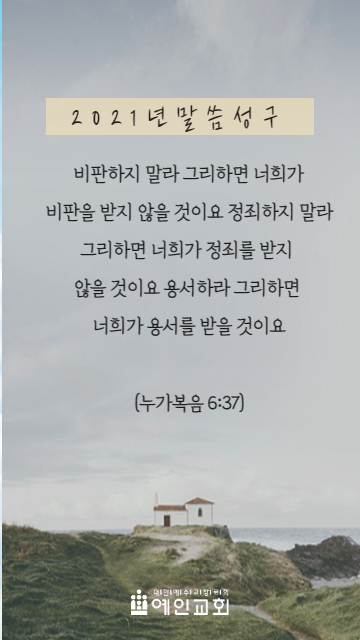 2021년말씀성구
비판하지 말라 그리하면 너희가
비판을 받지 않을 것이요 정죄하지 말라
그리하면 너희가 정죄를 받지
않을 것이요 용서하라 그리하면
너희가 용서를 받을 것이요
(누가복음 6:37)
예인교회